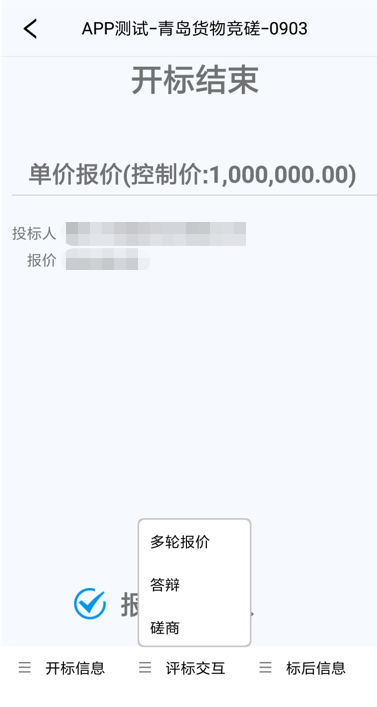 APP测试-青岛货物竞磋-0903
开标结束
单价报价(控制价:1,000,000.00)
投标人
报价
多轮报价
答辩
磋商
报
开标信息
评标交互
标后信息